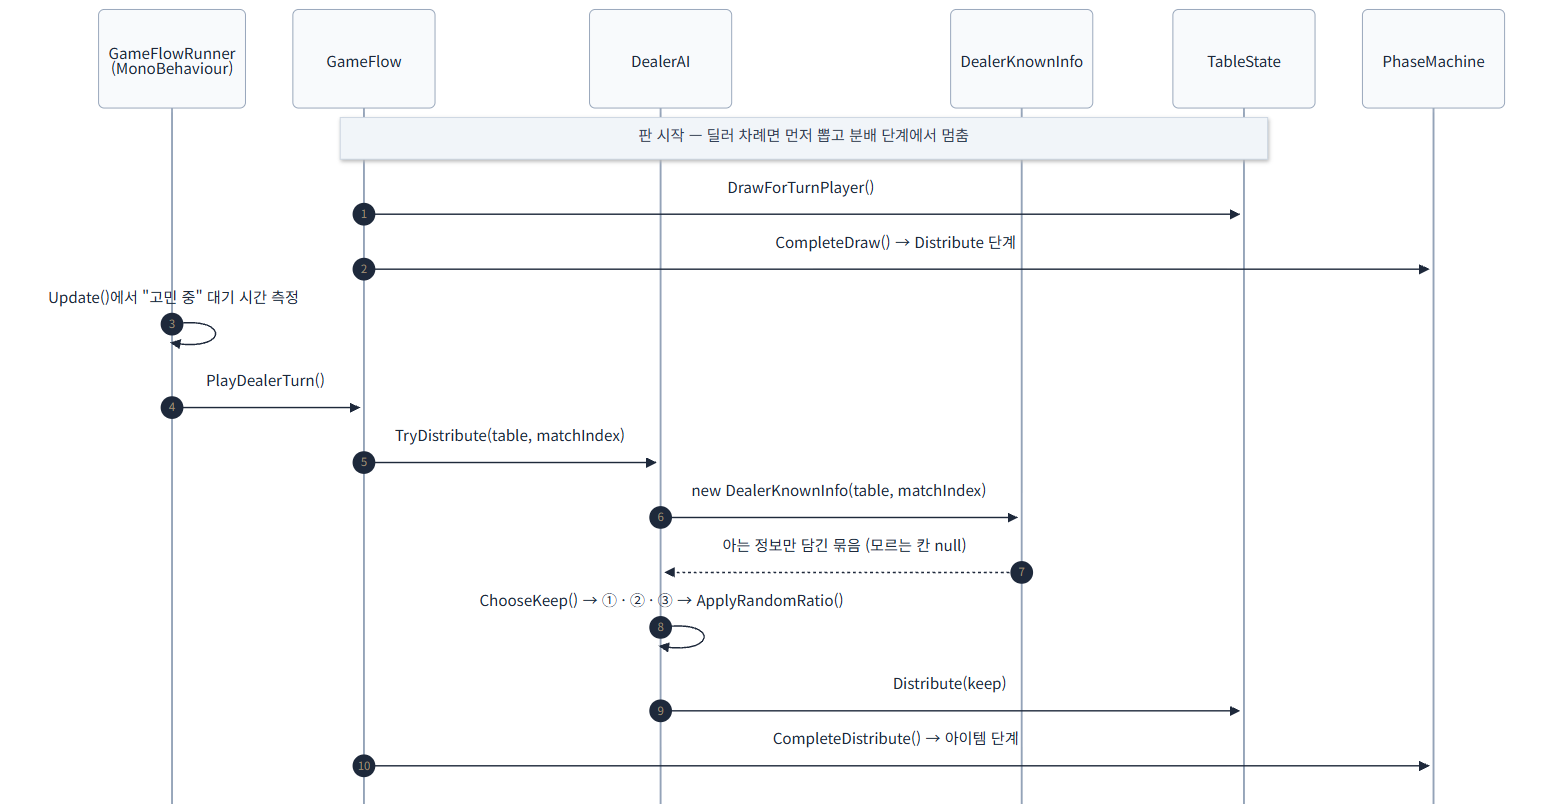 GameFlowRunner
(MonoBehaviour)
GameFlow
DealerAI
DealerKnownInfo
TableState
PhaseMachine
판 시작 — 딜러 차례면 먼저 뽑고 분배 단계에서 멈춤
DrawForTurnPlayer()
1
CompleteDraw() → Distribute 단계
2
Update()에서 "고민 중" 대기 시간 측정
3
PlayDealerTurn()
4
TryDistribute(table, matchIndex)
5
new DealerKnownInfo(table, matchIndex)
6
아는 정보만 담긴 묶음 (모르는 칸 null)
7
ChooseKeep() → ① · ② · ③ → ApplyRandomRatio()
8
Distribute(keep)
9
CompleteDistribute() → 아이템 단계
10